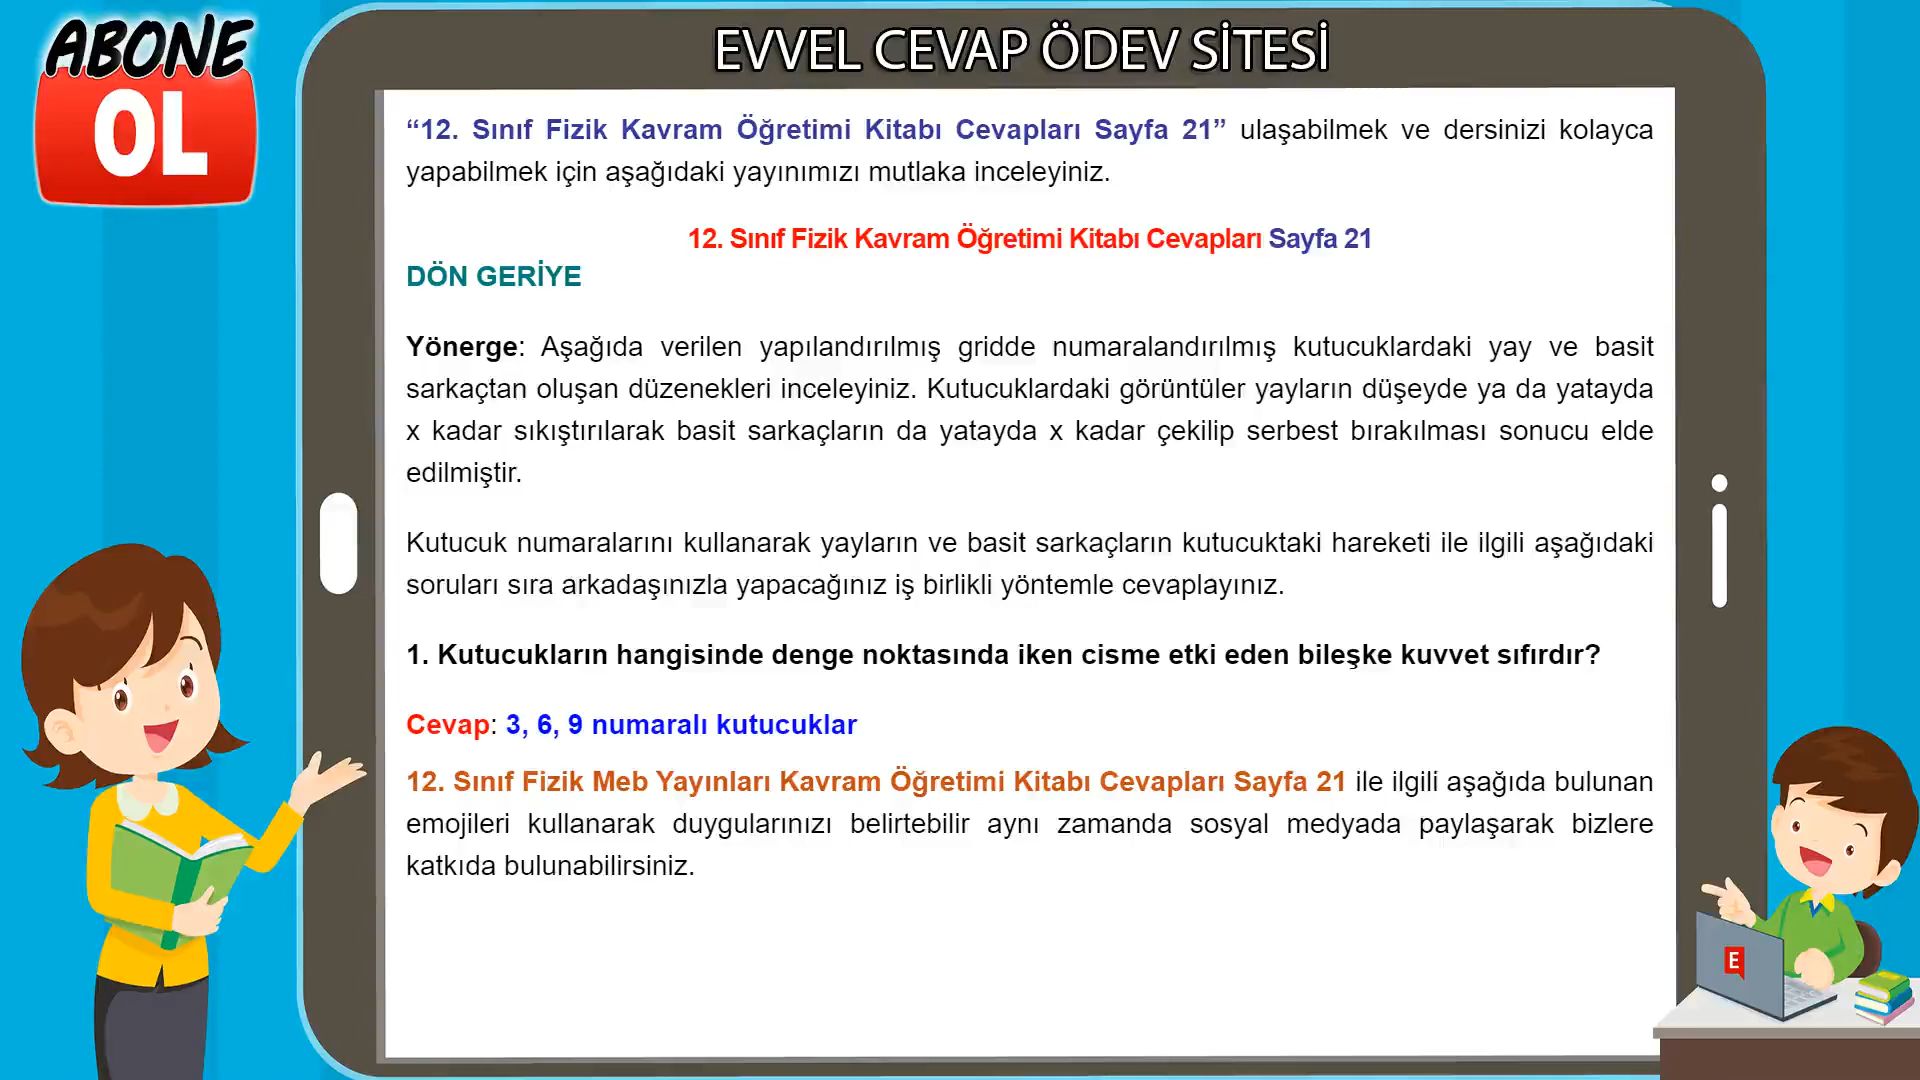 ABONE
OL
EVVEL CEVAP ÖDEV SİTESİ
“12. Sınıf Fizik Kavram Öğretimi Kitabı Cevapları Sayfa 21” ulaşabilmek ve dersinizi kolayca
yapabilmek için aşağıdaki yayınımızı mutlaka inceleyiniz.
12. Sınıf Fizik Kavram Öğretimi Kitabı Cevapları Sayfa 21
DÖN GERİYE
Yönerge: Aşağıda verilen yapılandırılmış gridde numaralandırılmış kutucuklardaki yay ve basit
sarkaçtan oluşan düzenekleri inceleyiniz. Kutucuklardaki görüntüler yayların düşeyde ya da yatayda
x kadar sıkıştırılarak basit sarkaçların da yatayda x kadar çekilip serbest bırakılması sonucu elde
edilmiştir.
Kutucuk numaralarını kullanarak yayların ve basit sarkaçların kutucuktaki hareketi ile ilgili aşağıdaki
soruları sıra arkadaşınızla yapacağınız iş birlikli yöntemle cevaplayınız.
1. Kutucukların hangisinde denge noktasında iken cisme etki eden bileşke kuvvet sıfırdır?
Cevap: 3, 6, 9 numaralı kutucuklar
12. Sınıf Fizik Meb Yayınları Kavram Öğretimi Kitabı Cevapları Sayfa 21 ile ilgili aşağıda bulunan
emojileri kullanarak duygularınızı belirtebilir aynı zamanda sosyal medyada paylaşarak bizlere
katkıda bulunabilirsiniz.
E